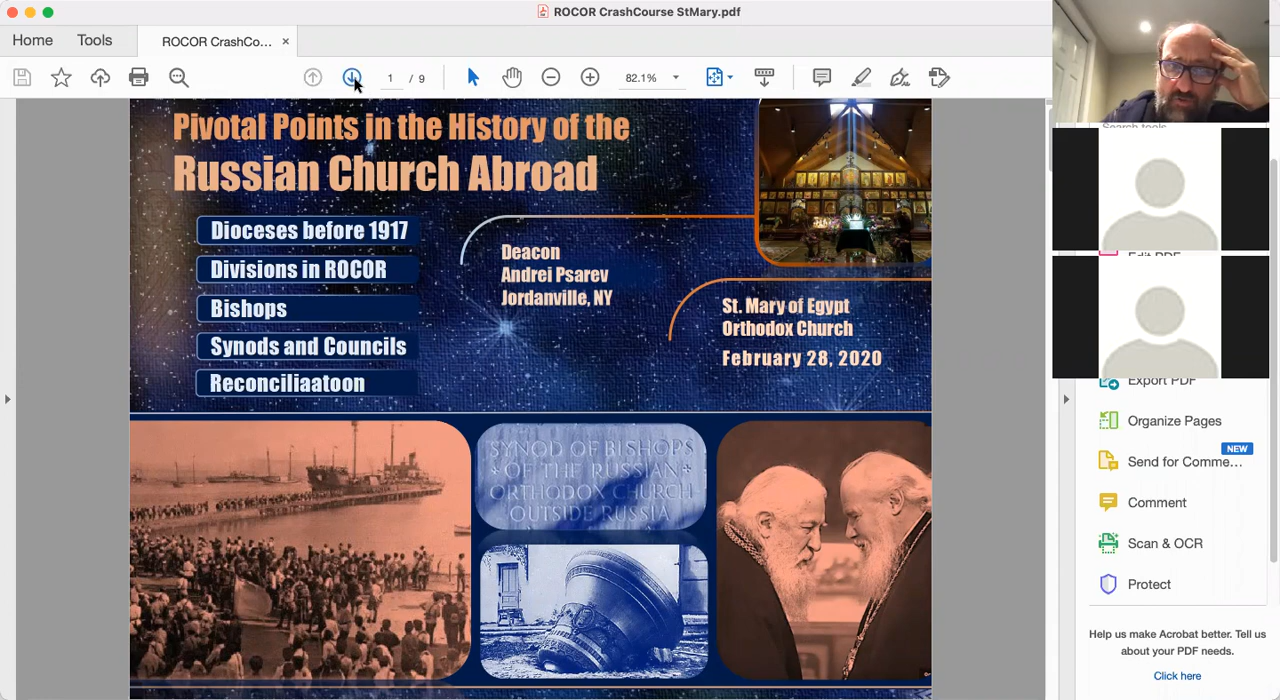 ROCOR CrashCourse StMary.pdf
Home
Tools
ROCOR CrashCo...
1 / 9
82.1%
Pivotal Points in the History of the
Russian Church Abroad
Dioceses before 1917
Divisions in ROCOR
Bishops
Synods and Councils
Reconciliaatoon
Deacon
Andrei Psarev
Jordanville, NY
St. Mary of Egypt
Orthodox Church
February 28, 2020
SYNOD OF BISHOPS
OF THE RUSSIAN
ORTHODOX CHURCH
OUTSIDE RUSSIA
Search tools
Edit PDF
Export PDF
Organize Pages
NEW
Send for Comme...
Comment
Scan & OCR
Protect
Help us make Acrobat better. Tell us
about your PDF needs.
Click here